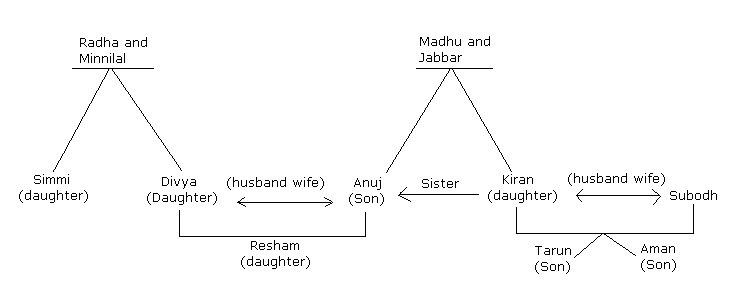 Radha and
Minnilal
Madhu and
Jabbar
Simmi
(daughter)
Divya
(Daughter)
(husband wife)
Anuj
(Son)
Sister
Kiran
(daughter)
(husband wife)
Subodh
Resham
(daughter)
Tarun
(Son)
Aman
(Son)